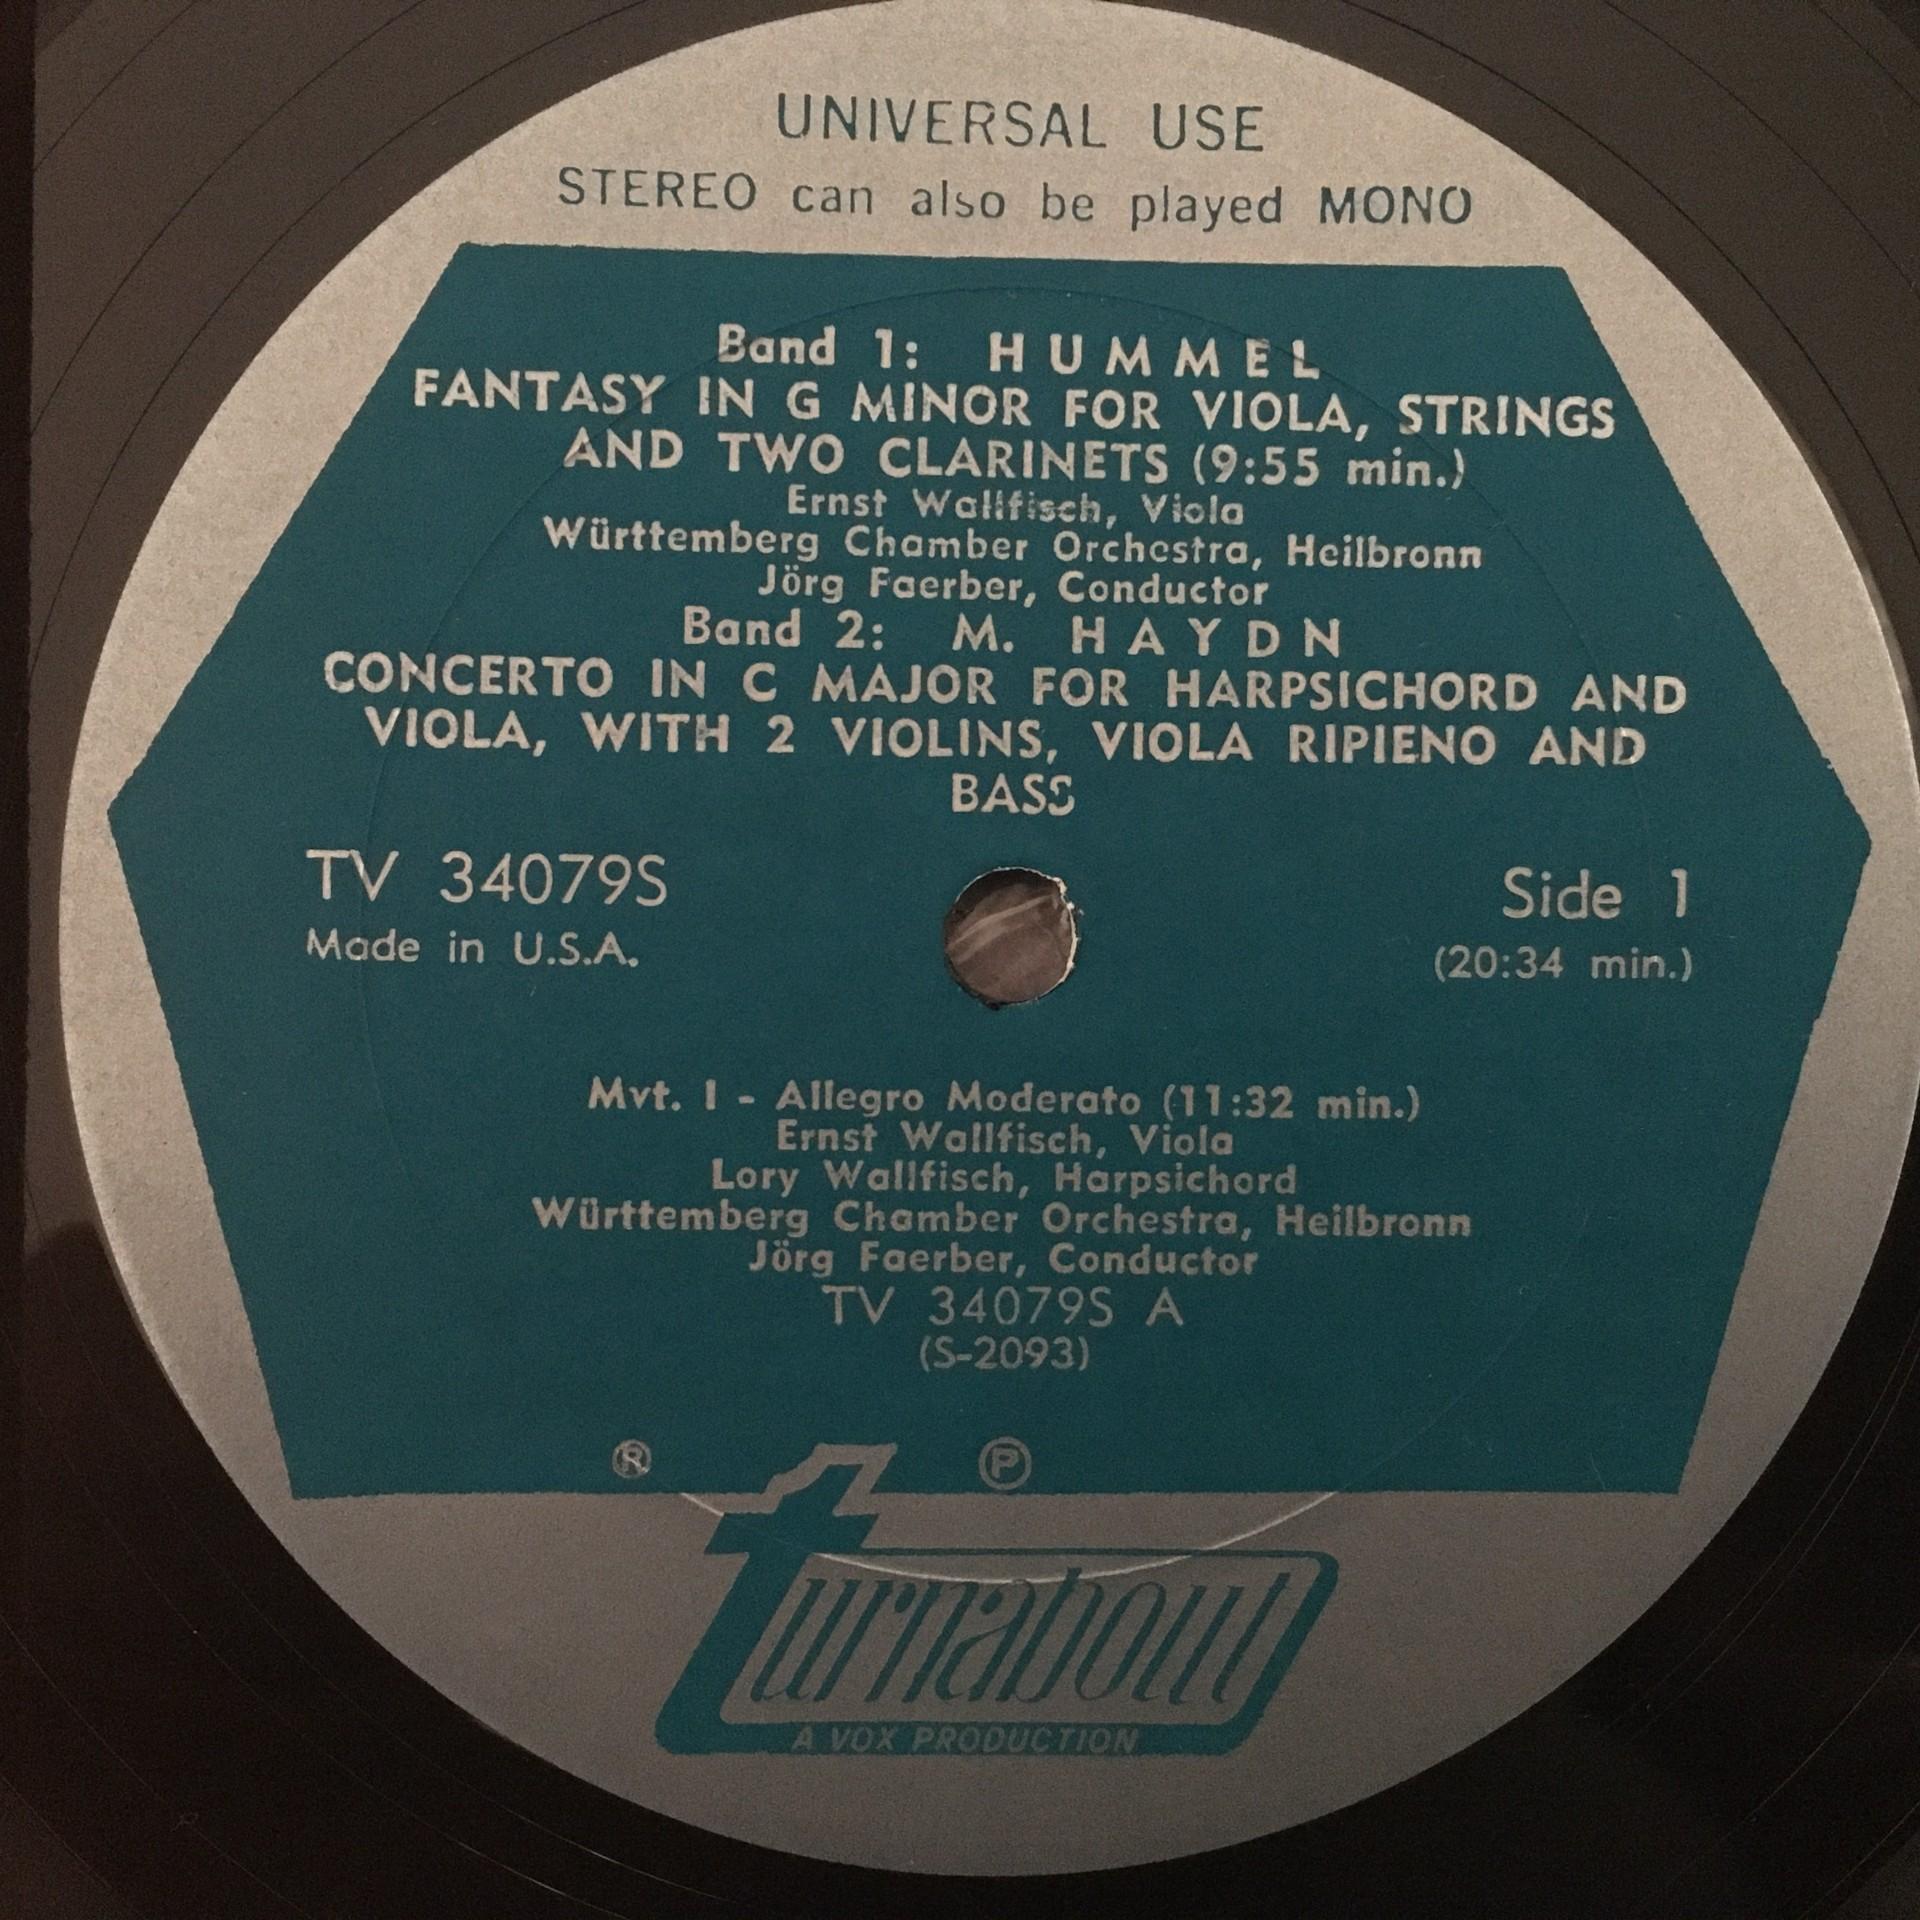 UNIVERSAL USE
STEREO can also be played MONO
Band 1: HUMMEL
FANTASY IN G MINOR FOR VIOLA, STRINGS
AND TWO CLARINETS (9:55 min.)
Ernst Wallfisch, Viola
Württemberg Chamber Orchestra, Heilbronn
Jörg Faerber, Conductor
Band 2: M. HAYDN
CONCERTO IN C MAJOR FOR HARPSICHORD AND
VIOLA, WITH 2 VIOLINS, VIOLA RIPIENO AND
BASS
TV 34079S
Made in U.S.A.
Side 1
(20:34 min.)
Mvt. I - Allegro Moderato (11:32 min.)
Ernst Wallfisch, Viola
Lory Wallfisch, Harpsichord
Württemberg Chamber Orchestra, Heilbronn
Jörg Faerber, Conductor
TV 34079S A
(S-2093)
® ℗
turnabout
A VOX PRODUCTION